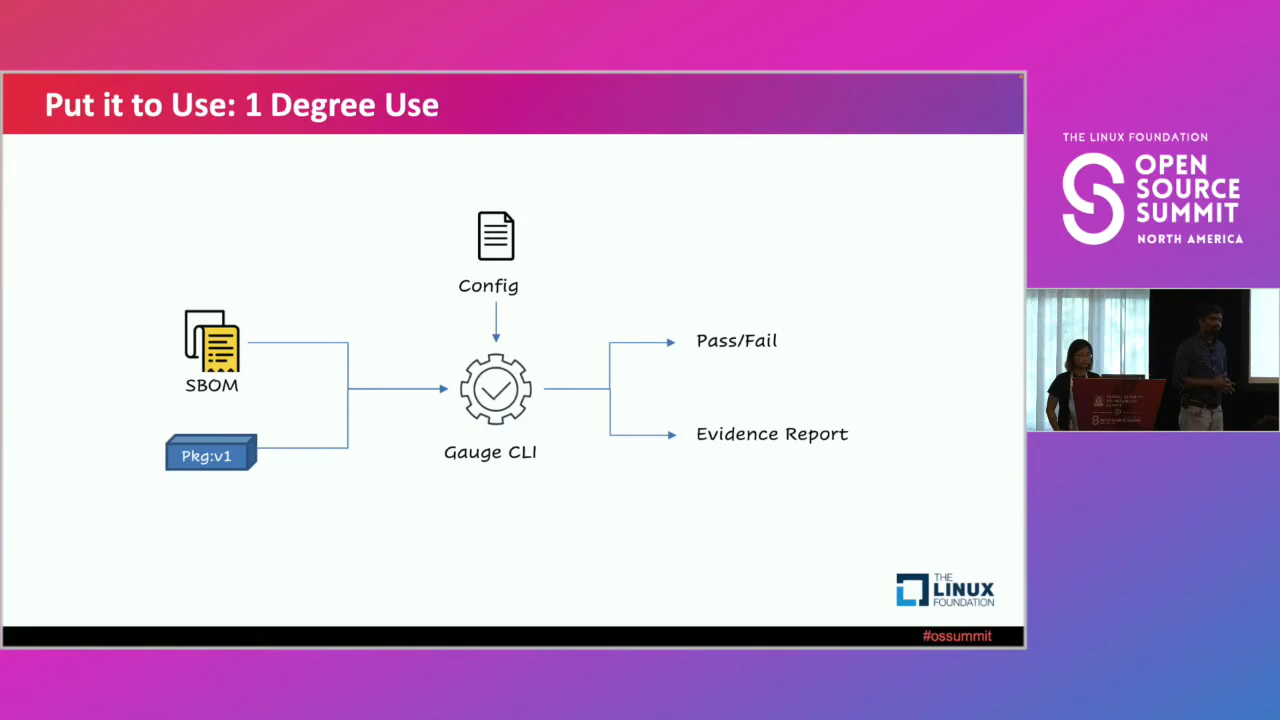 Put it to Use: 1 Degree Use
Config
SBOM
Pkg:v1
Gauge CLI
Pass/Fail
Evidence Report
THE
LINUX
FOUNDATION
#ossummit
THE LINUX FOUNDATION
OPEN
SOURCE
SUMMIT
NORTH AMERICA